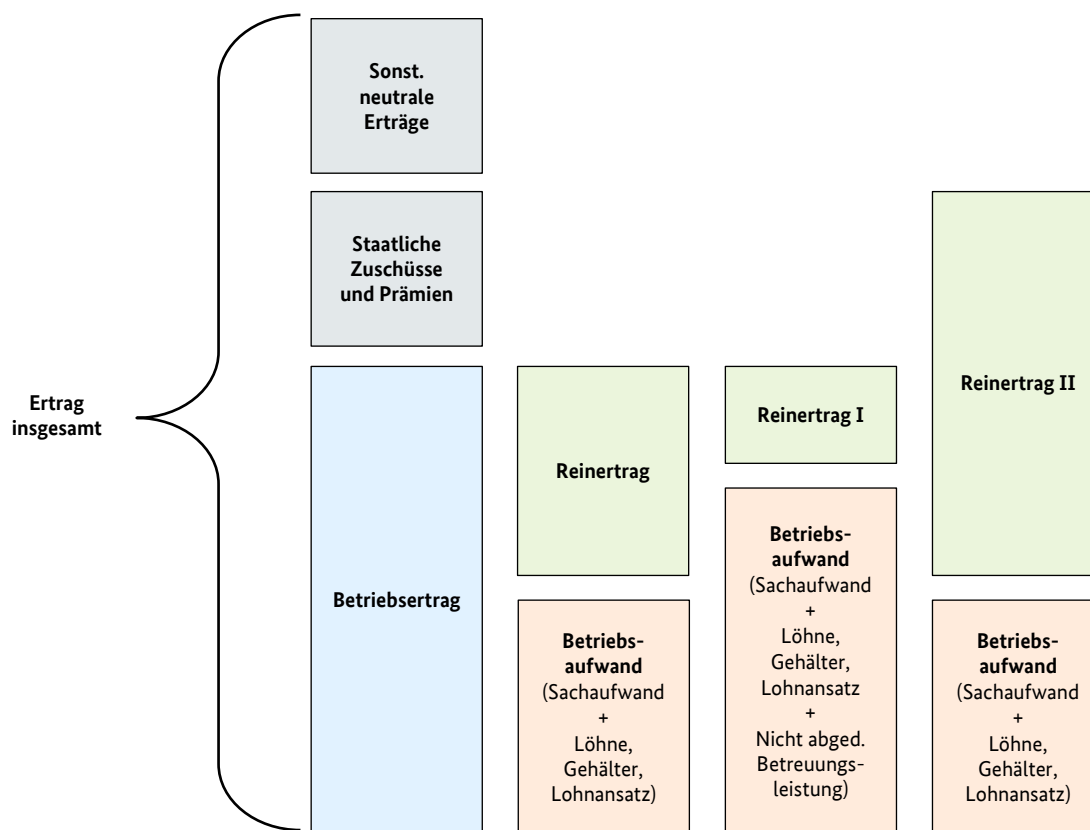 Sonst.
neutrale
Erträge
Staatliche
Zuschüsse
und Prämien
Ertrag
insgesamt
Betriebsertrag
Reinertrag
Betriebs-
aufwand
(Sachaufwand
+
Löhne,
Gehälter,
Lohnansatz)
Reinertrag I
Betriebs-
aufwand
(Sachaufwand
+
Löhne,
Gehälter,
Lohnansatz
+
Nicht abged.
Betreuungs-
leistung)
Reinertrag II
Betriebs-
aufwand
(Sachaufwand
+
Löhne,
Gehälter,
Lohnansatz)